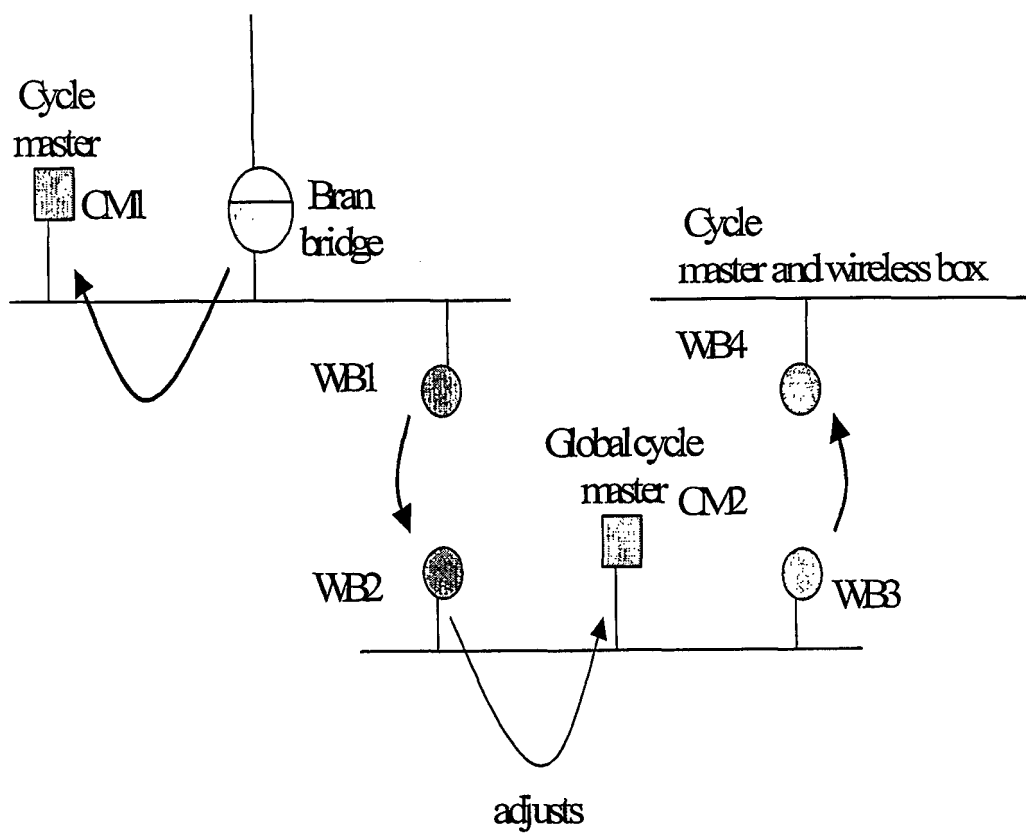 Cycle
master
CM1
Bran
bridge
Cycle
master and wireless box
WB1
WB4
Global cycle
master
CM2
WB2
WB3
adjusts